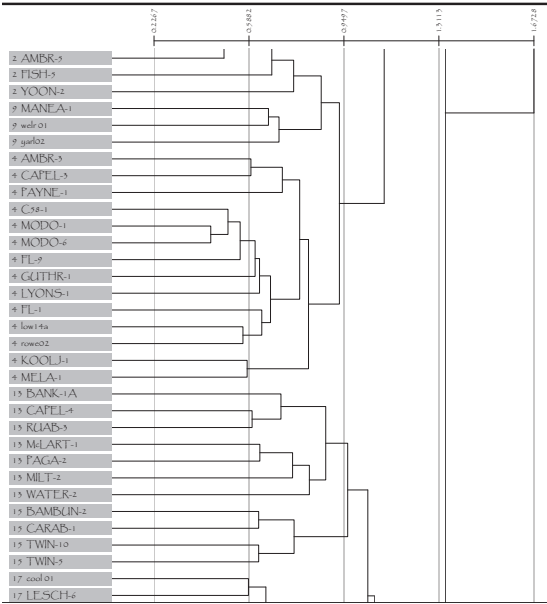 0.2267
0.5882
0.9497
1.3113
1.6728
2 AMBR-5
2 FISH-5
2 YOON-2
9 MANEA-1
9 welr 01
9 yarl02
4 AMBR-3
4 CAPEL-3
4 PAYNE-1
4 C58-1
4 MODO-1
4 MODO-6
4 FL-9
4 GUTHR-1
4 LYONS-1
4 FL-1
4 low14a
4 rowe02
4 KOOLJ-1
4 MELA-1
13 BANK-1A
13 CAPEL-4
13 RUAB-3
13 McLART-1
13 PAGA-2
13 MILT-2
13 WATER-2
15 BAMBUN-2
15 CARAB-1
15 TWIN-10
15 TWIN-5
17 cool 01
17 LESCH-6